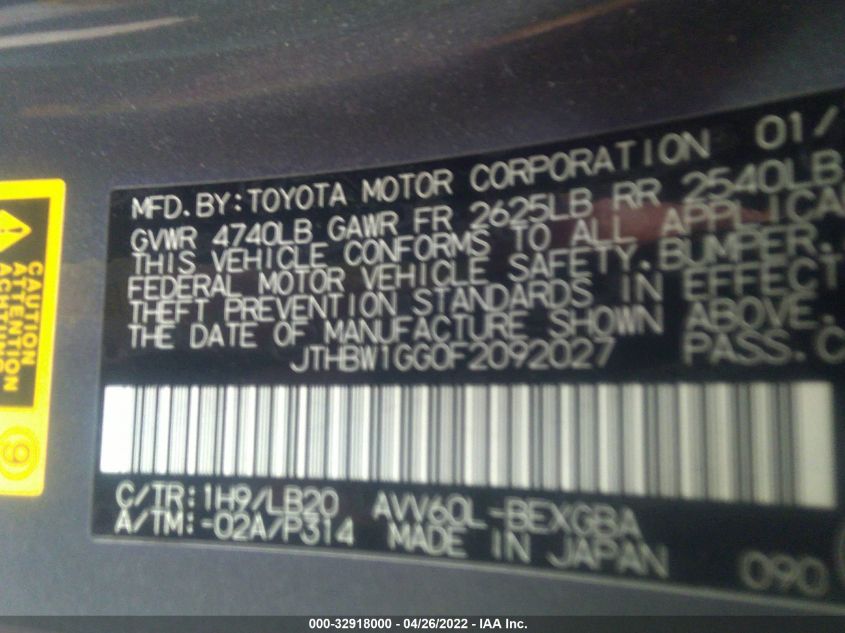 MFD.BY:TOYOTA MOTOR CORPORATION 01/
GVWR 4740LB GAWR FR 2625LB RR 2540LB
THIS VEHICLE CONFORMS TO ALL APPLICA
FEDERAL MOTOR VEHICLE SAFETY.BUMPER.
THEFT PREVENTION STANDARDS IN EFFECT
THE DATE OF MANUFACTURE SHOWN ABOVE.
JTHBW1GG0F2092027 PASS.C
C/TR:1H9/LB20 AVV60L-BEXGBA
A/TM:-02A/P314 MADE IN JAPAN
090
CAUTION
ATTENTION
ACHTUNG
9
000-32918000 - 04/26/2022 - IAA Inc.